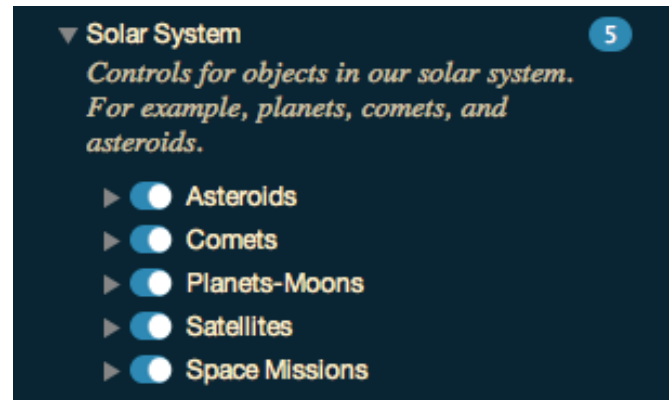 Solar System 5
Controls for objects in our solar system.
For example, planets, comets, and
asteroids.
Asteroids
Comets
Planets-Moons
Satellites
Space Missions